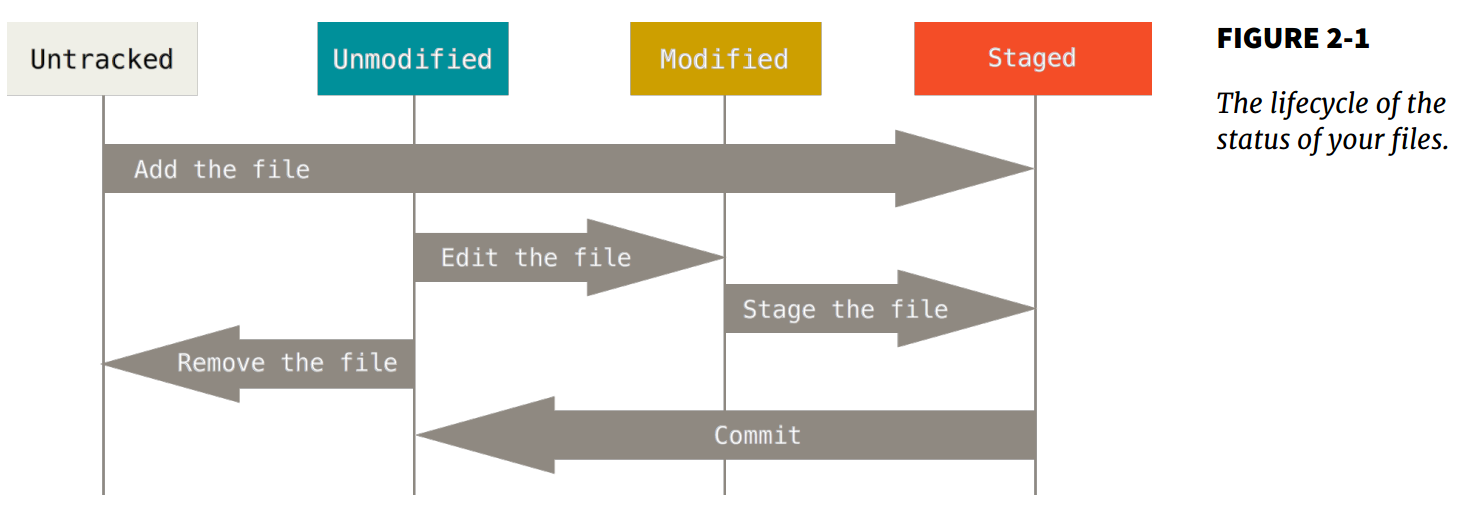 Untracked
Unmodified
Modified
Staged
Add the file
Edit the file
Stage the file
Remove the file
Commit
FIGURE 2-1
The lifecycle of the
status of your files.